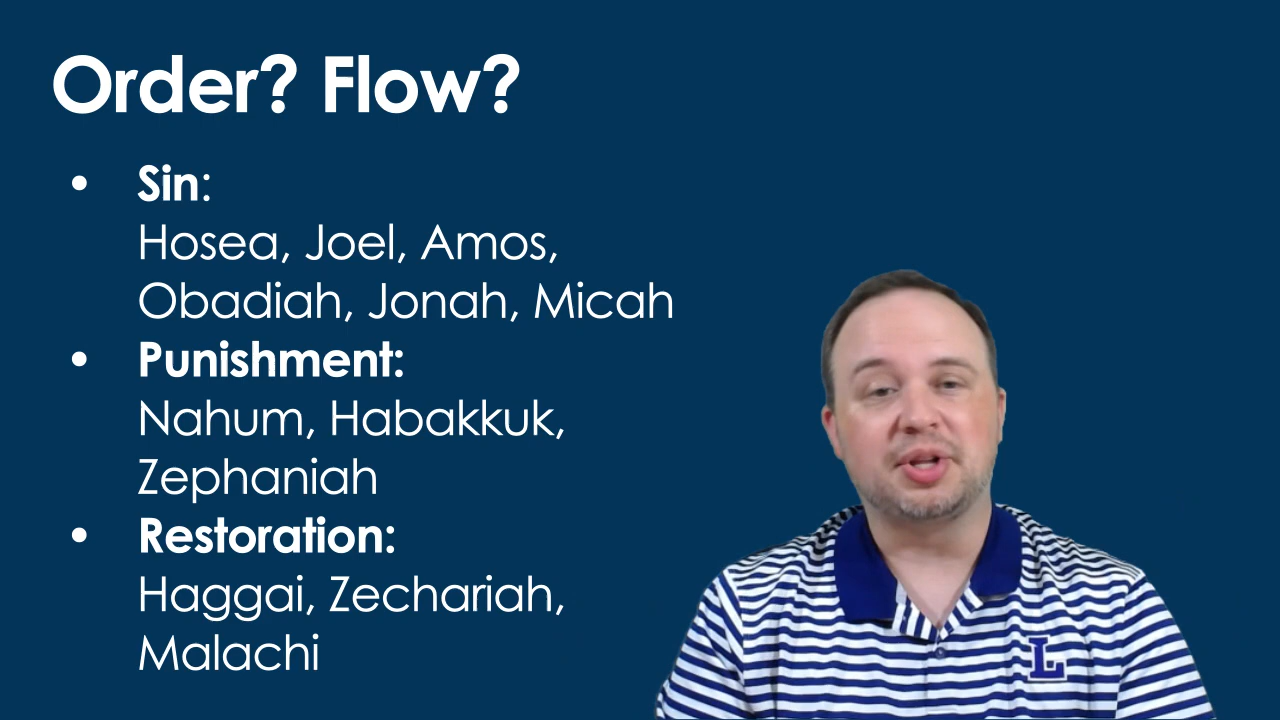 Order? Flow?
• Sin:
Hosea, Joel, Amos,
Obadiah, Jonah, Micah
• Punishment:
Nahum, Habakkuk,
Zephaniah
• Restoration:
Haggai, Zechariah,
Malachi
L